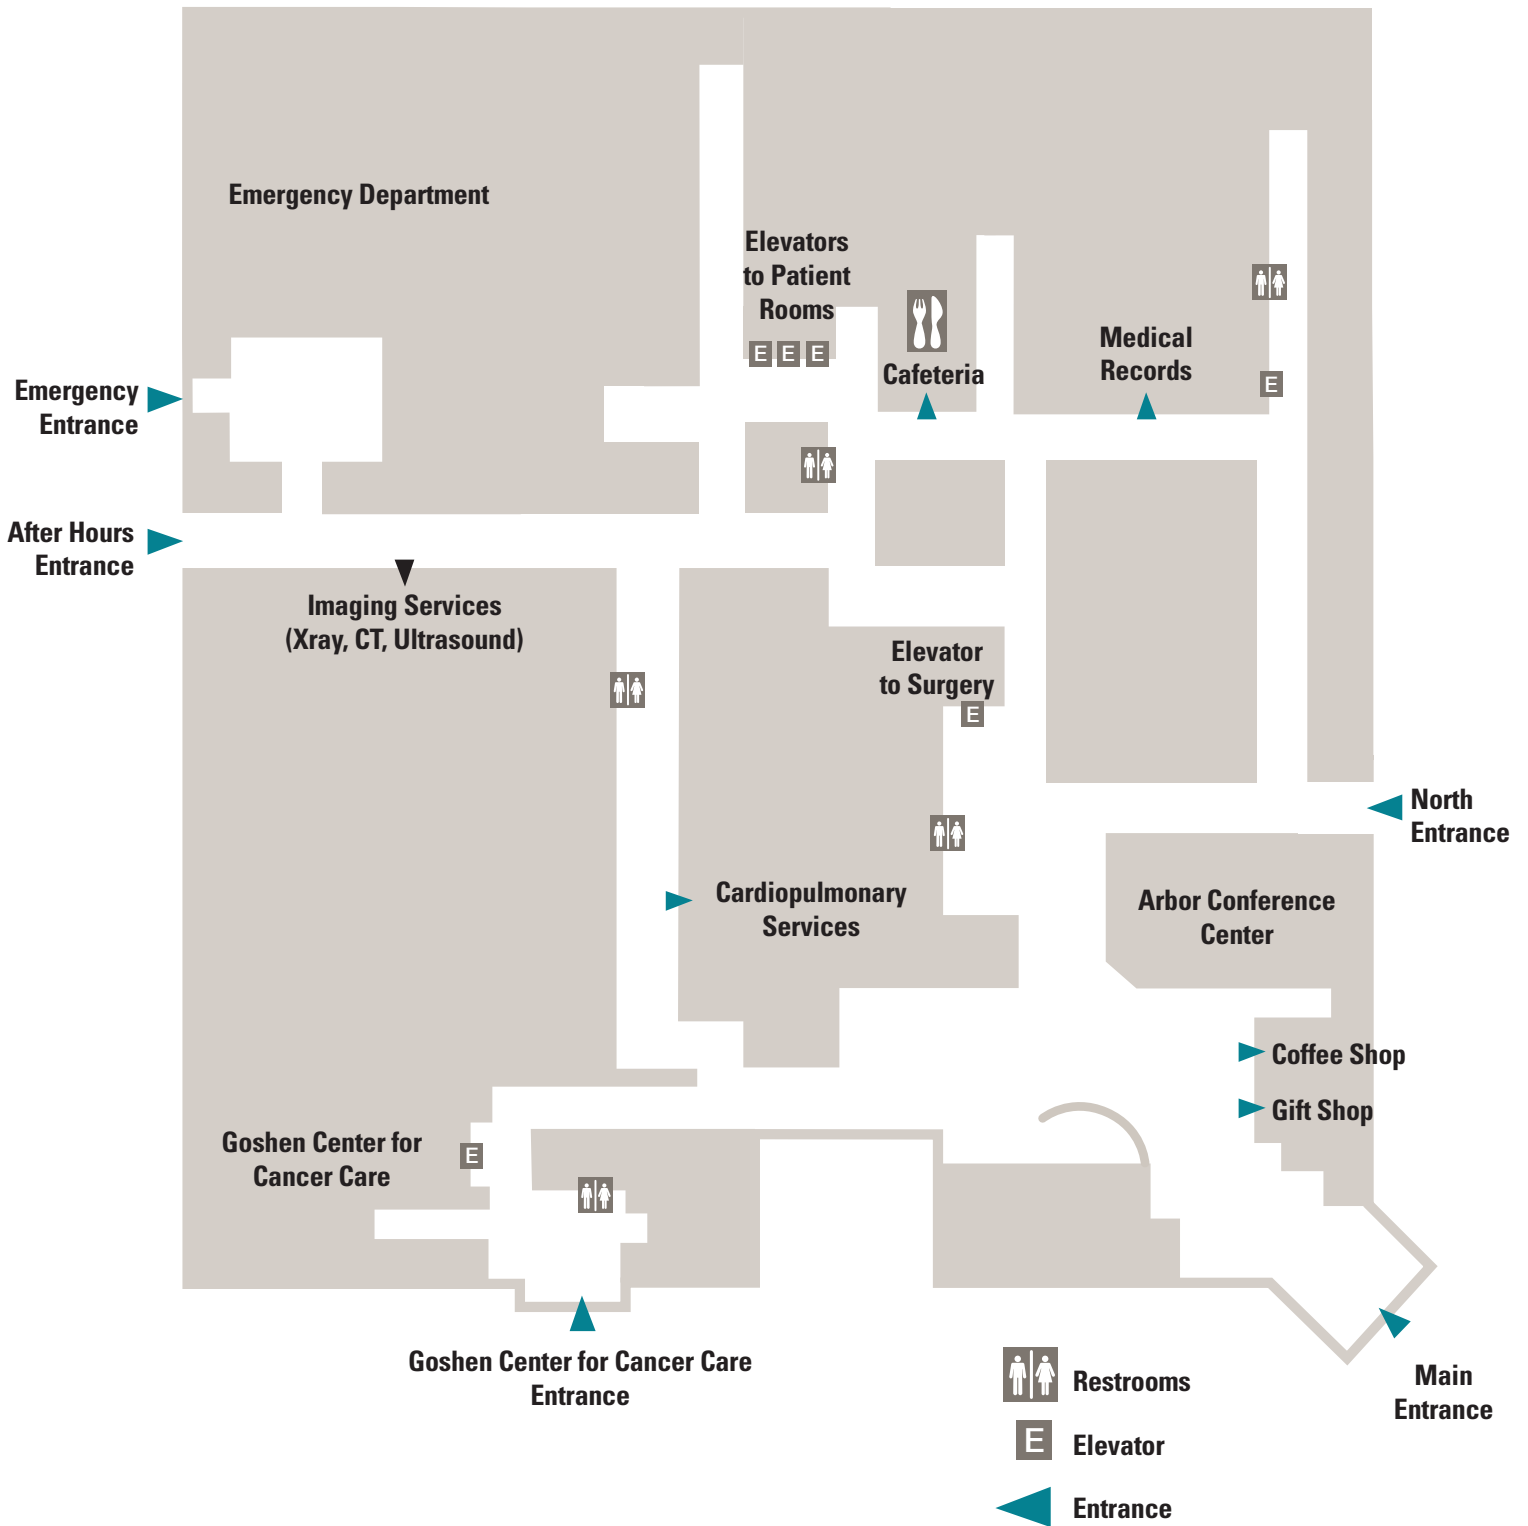 Emergency Department
Elevators
to Patient
Rooms
E E E
Cafeteria
Medical
Records
E
Emergency
Entrance
After Hours
Entrance
Imaging Services
(Xray, CT, Ultrasound)
Elevator
to Surgery
E
North
Entrance
Cardiopulmonary
Services
Arbor Conference
Center
Coffee Shop
Gift Shop
Goshen Center for
Cancer Care
E
Goshen Center for Cancer Care
Entrance
Main
Entrance
Restrooms
E Elevator
Entrance